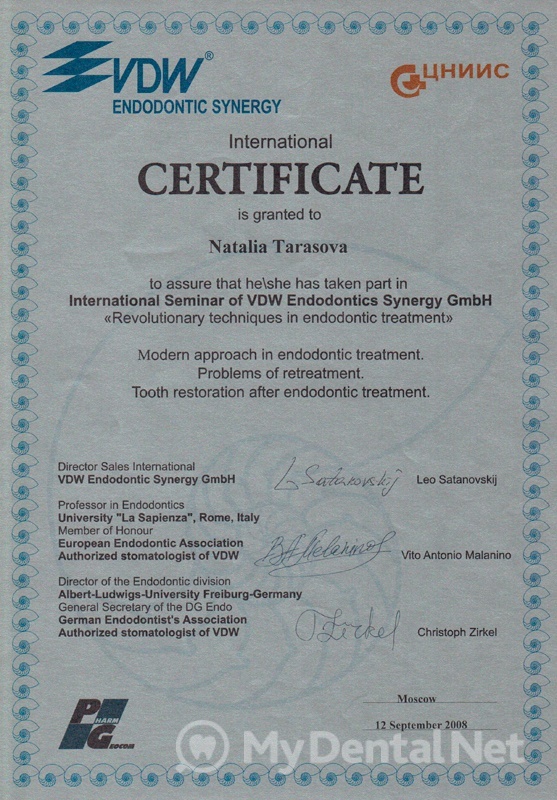 VDW®
ENDODONTIC SYNERGY
ЦНИИС
International
CERTIFICATE
is granted to
Natalia Tarasova
to assure that he\she has taken part in
International Seminar of VDW Endodontics Synergy GmbH
«Revolutionary techniques in endodontic treatment»
Modern approach in endodontic treatment.
Problems of retreatment.
Tooth restoration after endodontic treatment.
Director Sales International
VDW Endodontic Synergy GmbH
L Satanovskij
Leo Satanovskij
Professor in Endodontics
University "La Sapienza", Rome, Italy
Member of Honour
European Endodontic Association
Authorized stomatologist of VDW
Vito Antonio Malanino
Director of the Endodontic division
Albert-Ludwigs-University Freiburg-Germany
General Secretary of the DG Endo
German Endodontist's Association
Authorized stomatologist of VDW
Zirkel
Christoph Zirkel
Moscow
12 September 2008
PHARM
GEOCOM
MyDentalNet